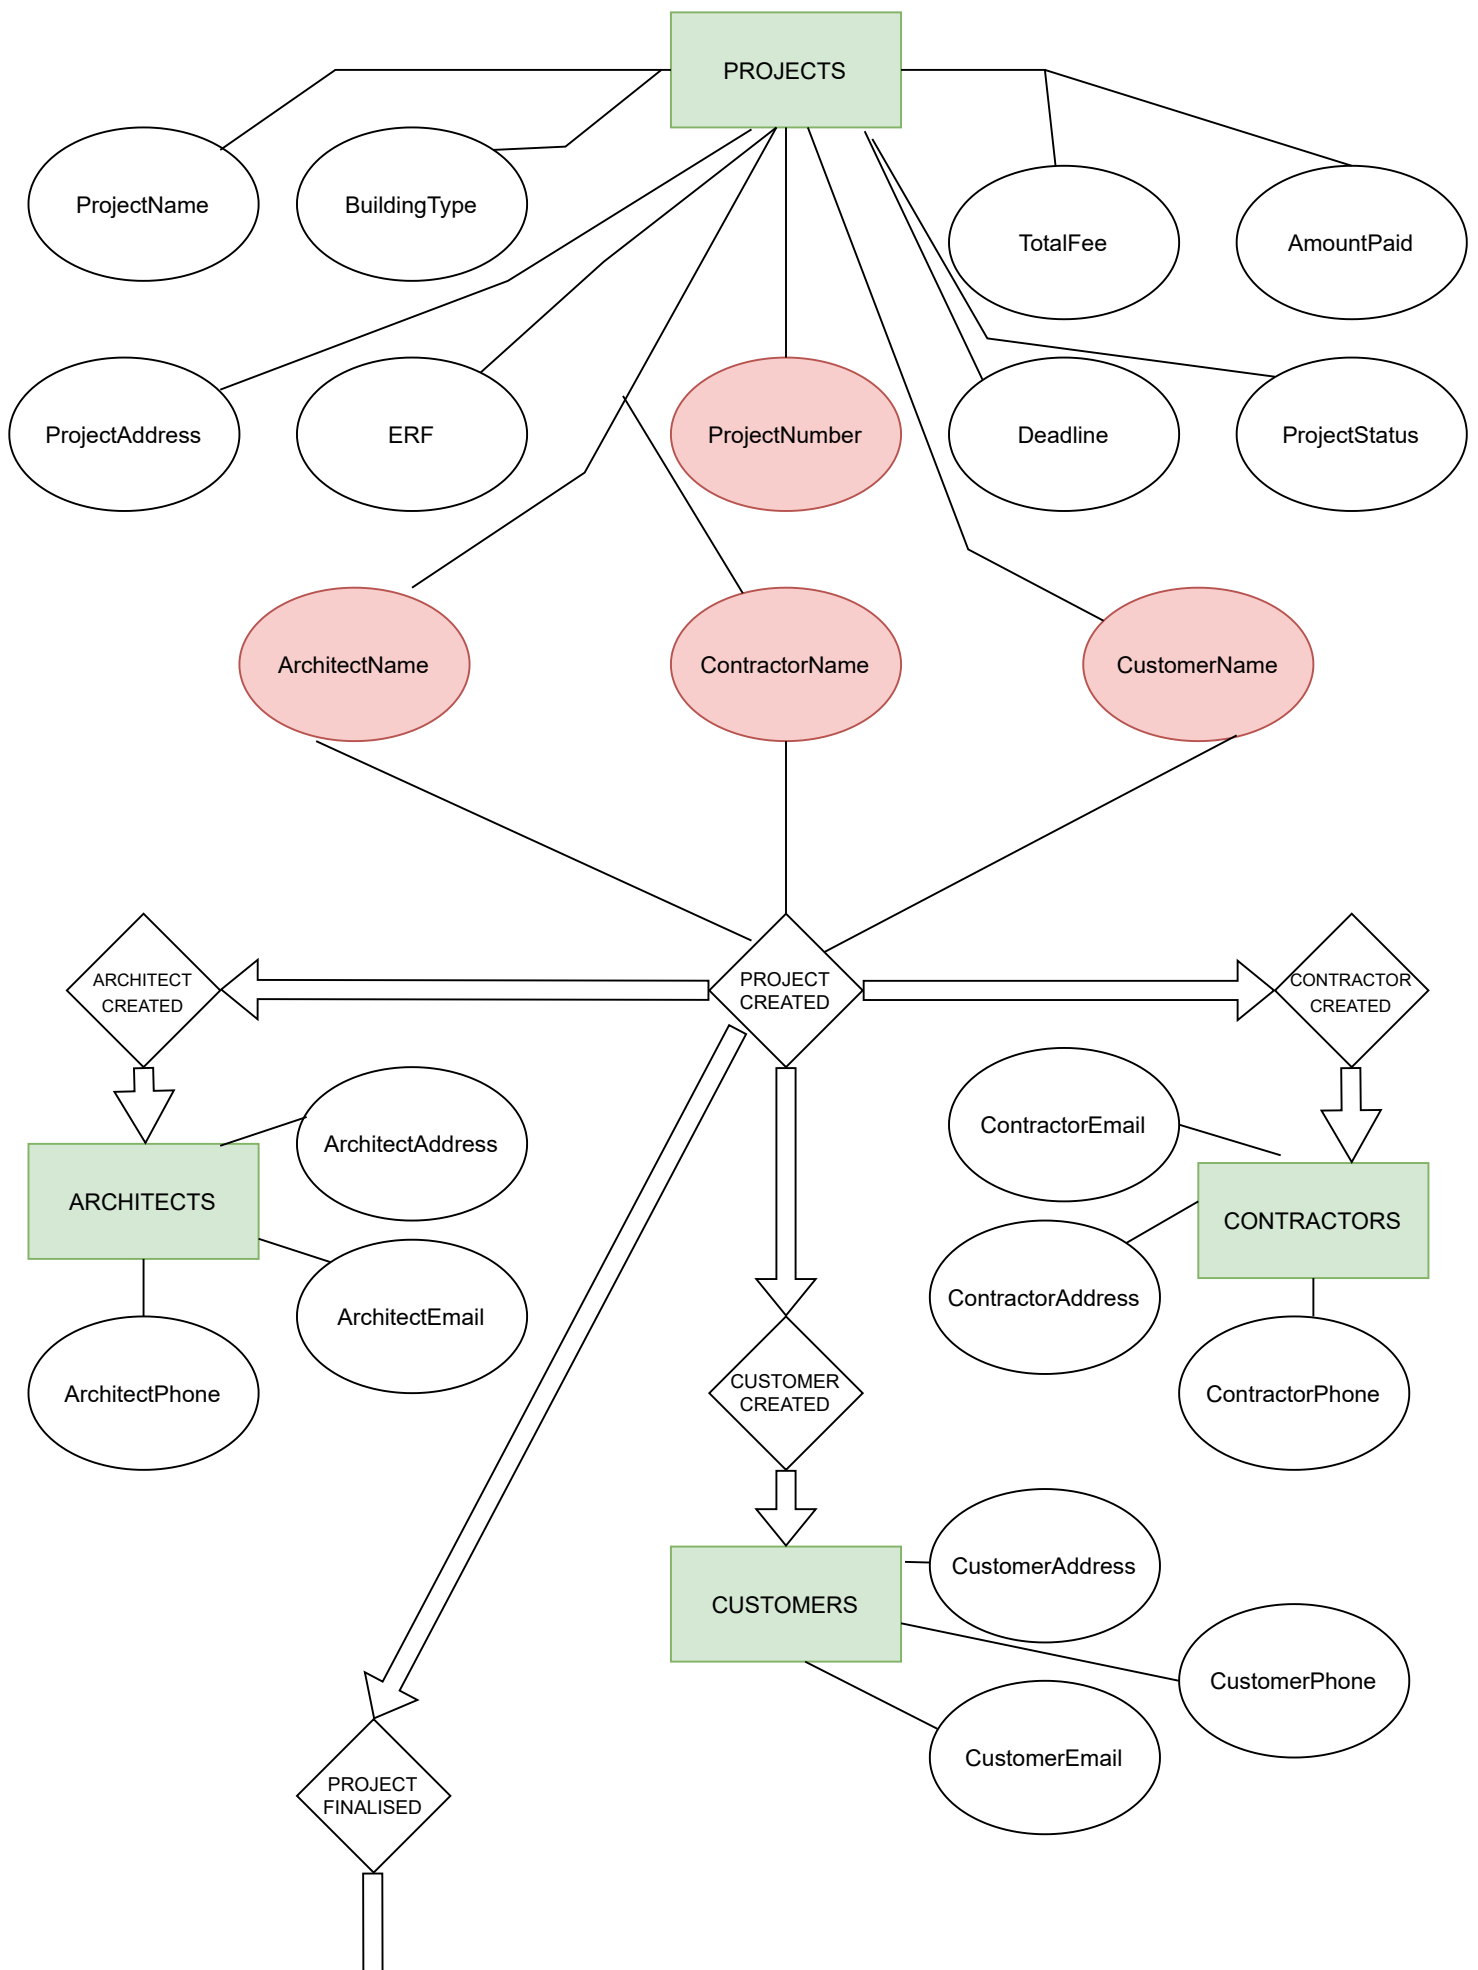 PROJECTS
ProjectName
BuildingType
TotalFee
AmountPaid
ProjectAddress
ERF
ProjectNumber
Deadline
ProjectStatus
ArchitectName
ContractorName
CustomerName
ARCHITECT
CREATED
PROJECT
CREATED
CONTRACTOR
CREATED
ArchitectAddress
ContractorEmail
ARCHITECTS
CONTRACTORS
ArchitectEmail
ContractorAddress
ArchitectPhone
CUSTOMER
CREATED
ContractorPhone
CustomerAddress
CUSTOMERS
CustomerPhone
CustomerEmail
PROJECT
FINALISED